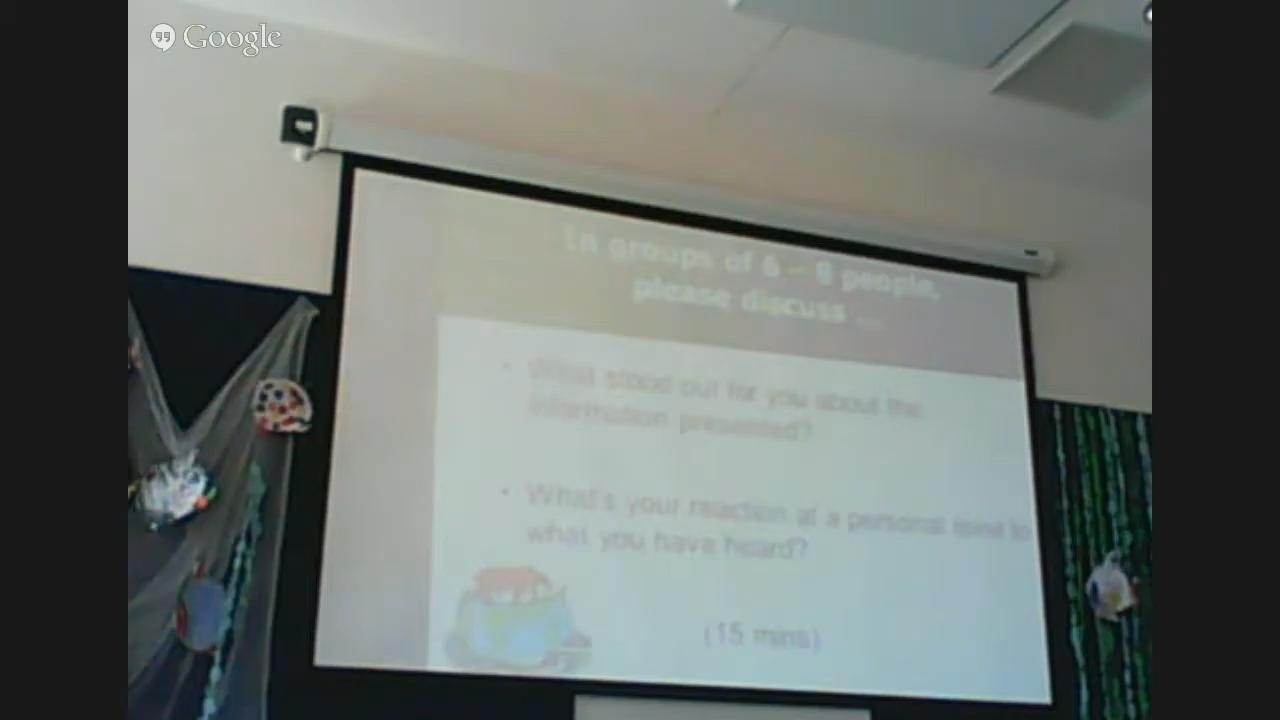 Google
In groups of 6 - 8 people,
please discuss ...
• What stood out for you about the
information presented?
• What's your reaction at a personal level to
what you have heard?
(15 mins)